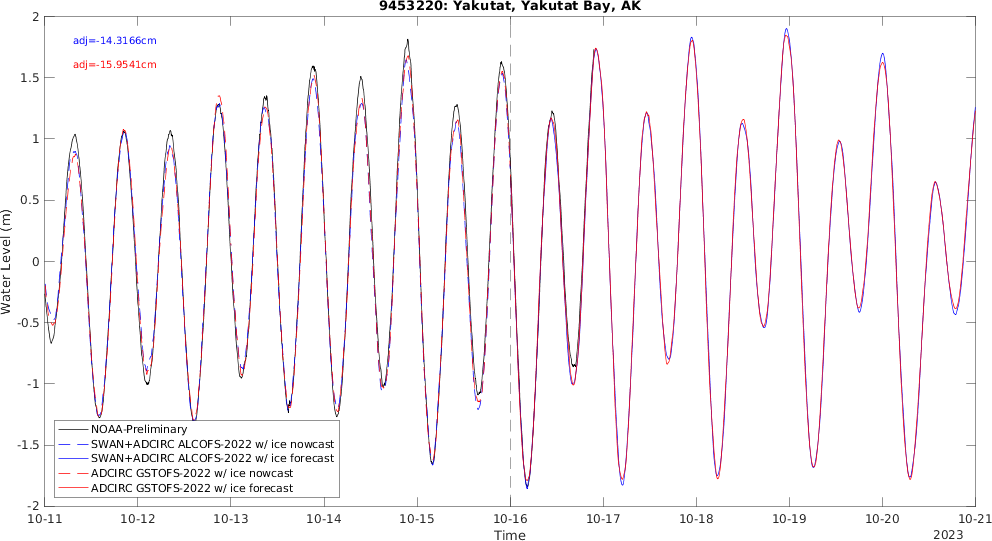 9453220: Yakutat, Yakutat Bay, AK
adj=-14.3166cm
adj=-15.9541cm
2
1.5
1
0.5
0
-0.5
-1
-1.5
-2
Water Level (m)
NOAA-Preliminary
SWAN+ADCIRC ALCOFS-2022 w/ ice nowcast
SWAN+ADCIRC ALCOFS-2022 w/ ice forecast
ADCIRC GSTOFS-2022 w/ ice nowcast
ADCIRC GSTOFS-2022 w/ ice forecast
10-11 10-12 10-13 10-14 10-15 10-16 10-17 10-18 10-19 10-20 10-21
Time
2023